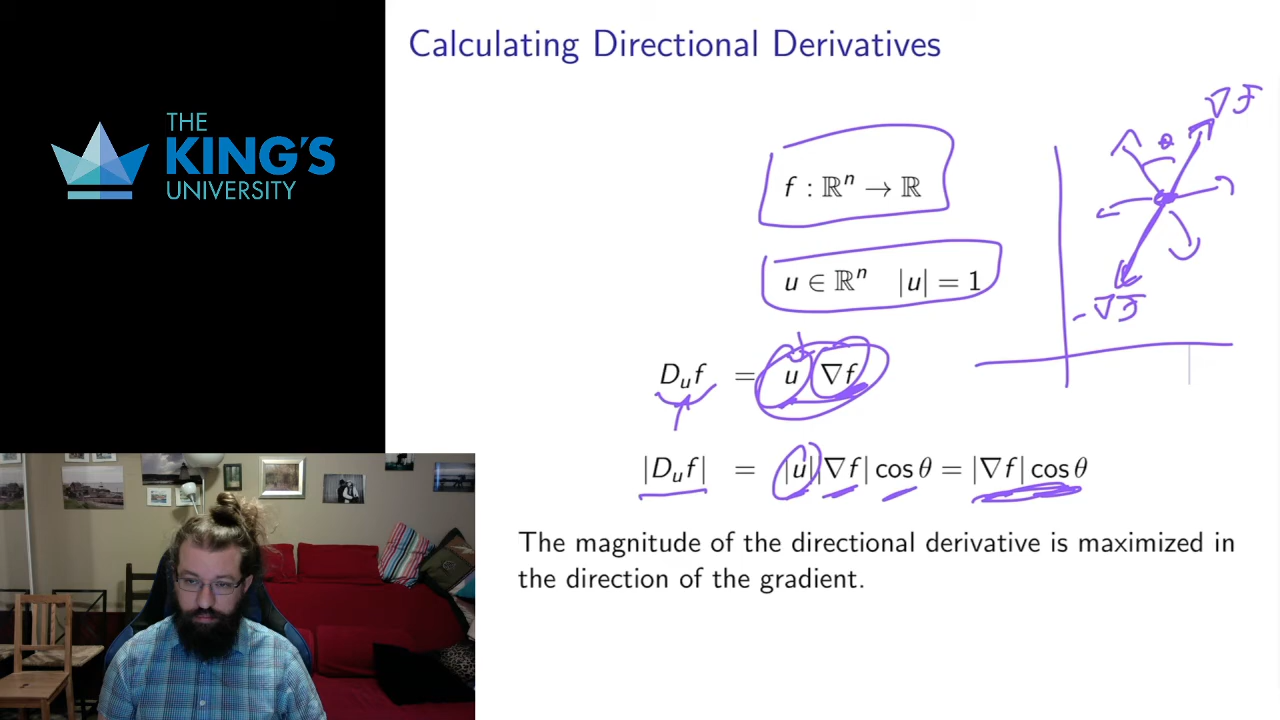 THE
KING'S
UNIVERSITY
Calculating Directional Derivatives
f : ℝⁿ → ℝ
u ∈ ℝⁿ |u| = 1
D_u f = u ∇f
|D_u f| = |u||∇f| cos θ = |∇f| cos θ
The magnitude of the directional derivative is maximized in
the direction of the gradient.
∇f
θ
-∇f